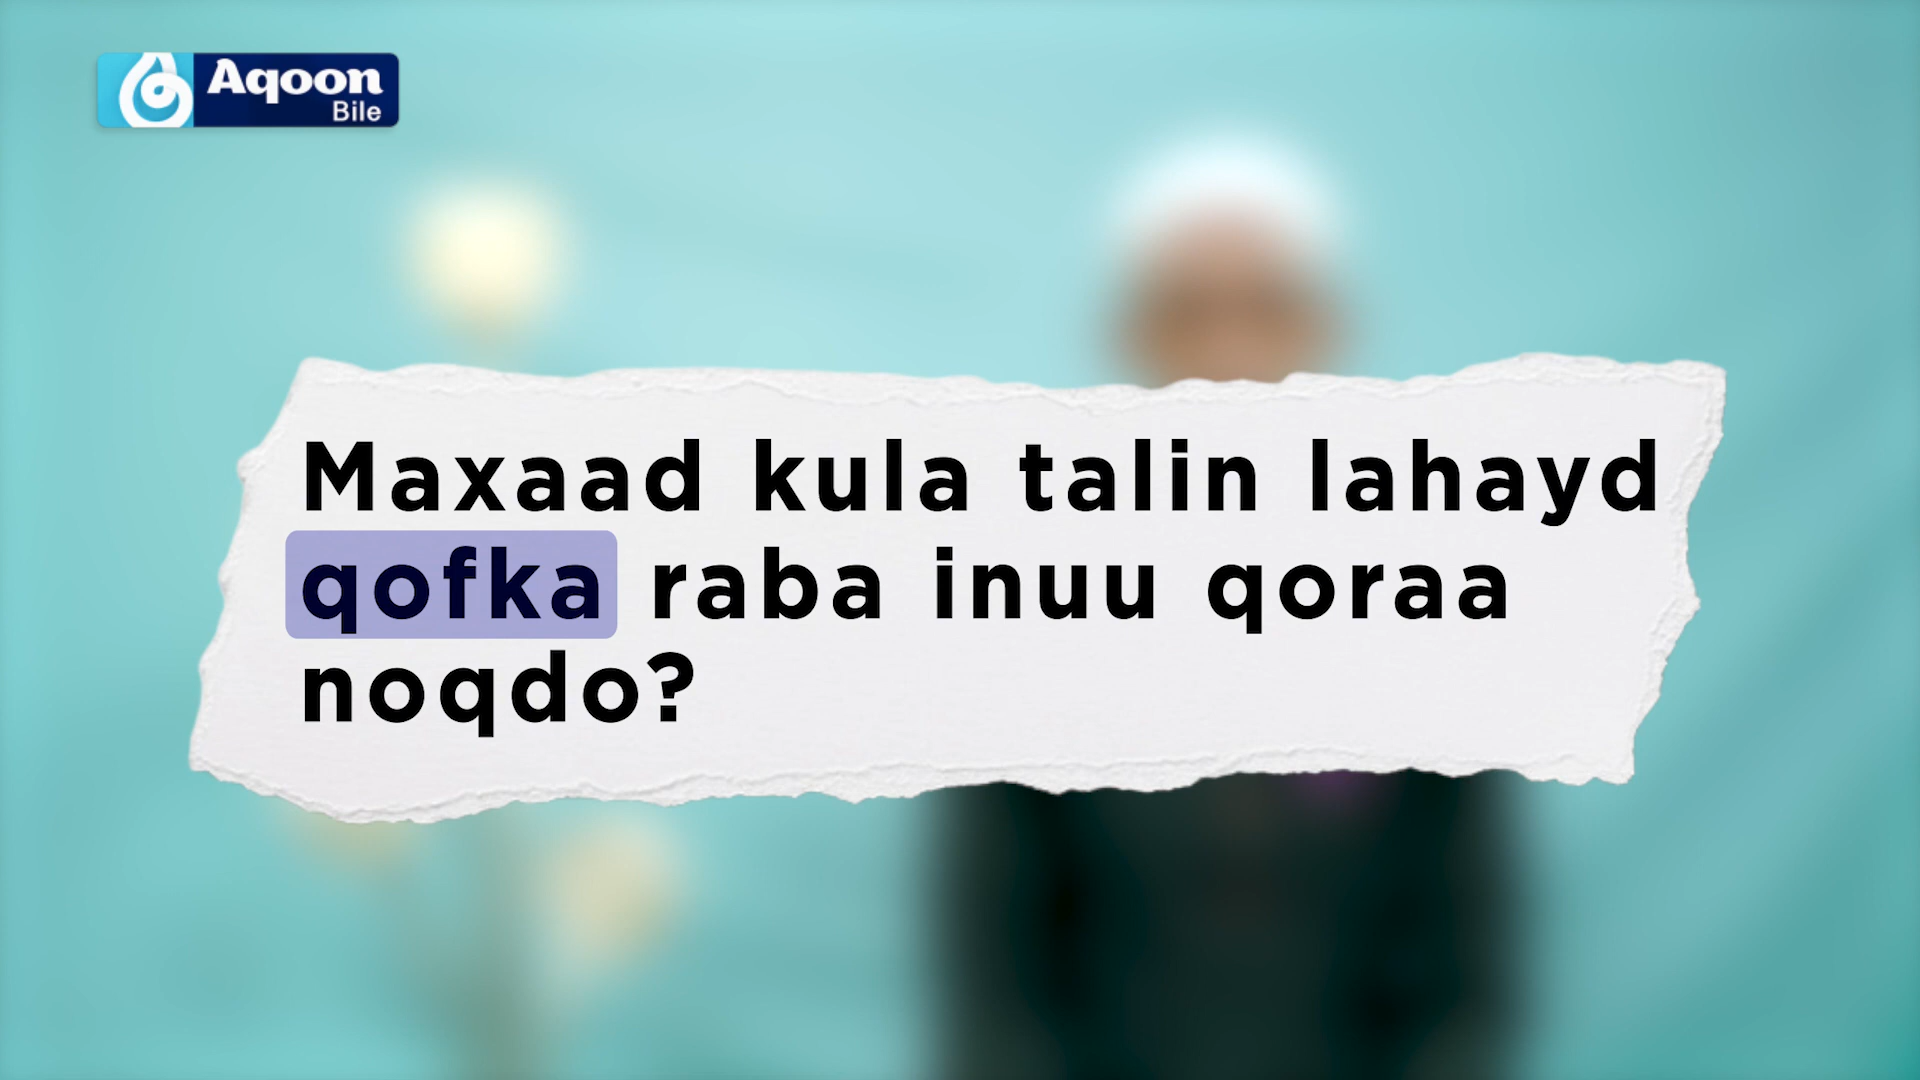 Aqoon
Bile
Maxaad kula talin lahayd
qofka raba inuu qoraa
noqdo?